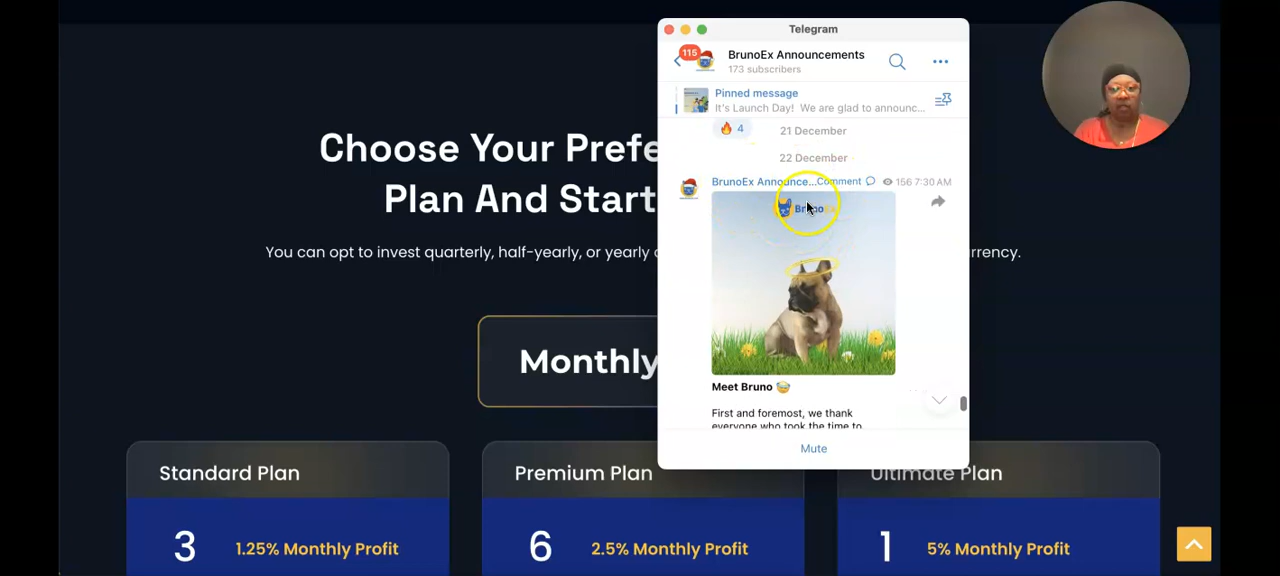 Telegram
115
BrunoEx Announcements
173 subscribers
Pinned message
It's Launch Day! We are glad to announc...
4
21 December
22 December
BrunoEx Announce... Comment 156 7:30 AM
Meet Bruno
First and foremost, we thank
everyone who took the time to
Mute
Choose Your Prefe
Plan And Start
You can opt to invest quarterly, half-yearly, or yearly
rrency.
Monthly
Standard Plan
3 1.25% Monthly Profit
Premium Plan
6 2.5% Monthly Profit
Ultimate Plan
1 5% Monthly Profit